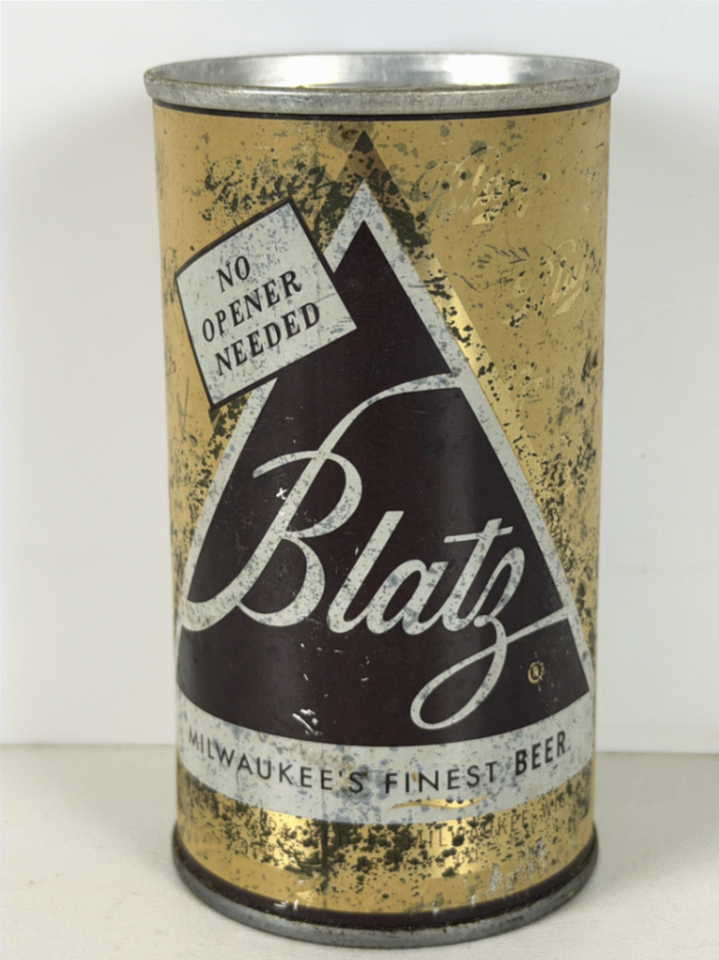 NO
OPENER
NEEDED
Blatz
®
MILWAUKEE'S FINEST BEER